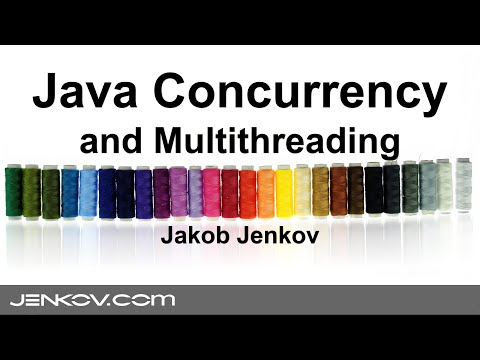 Java Concurrency
and Multithreading
Jakob Jenkov
JENKOV.COM